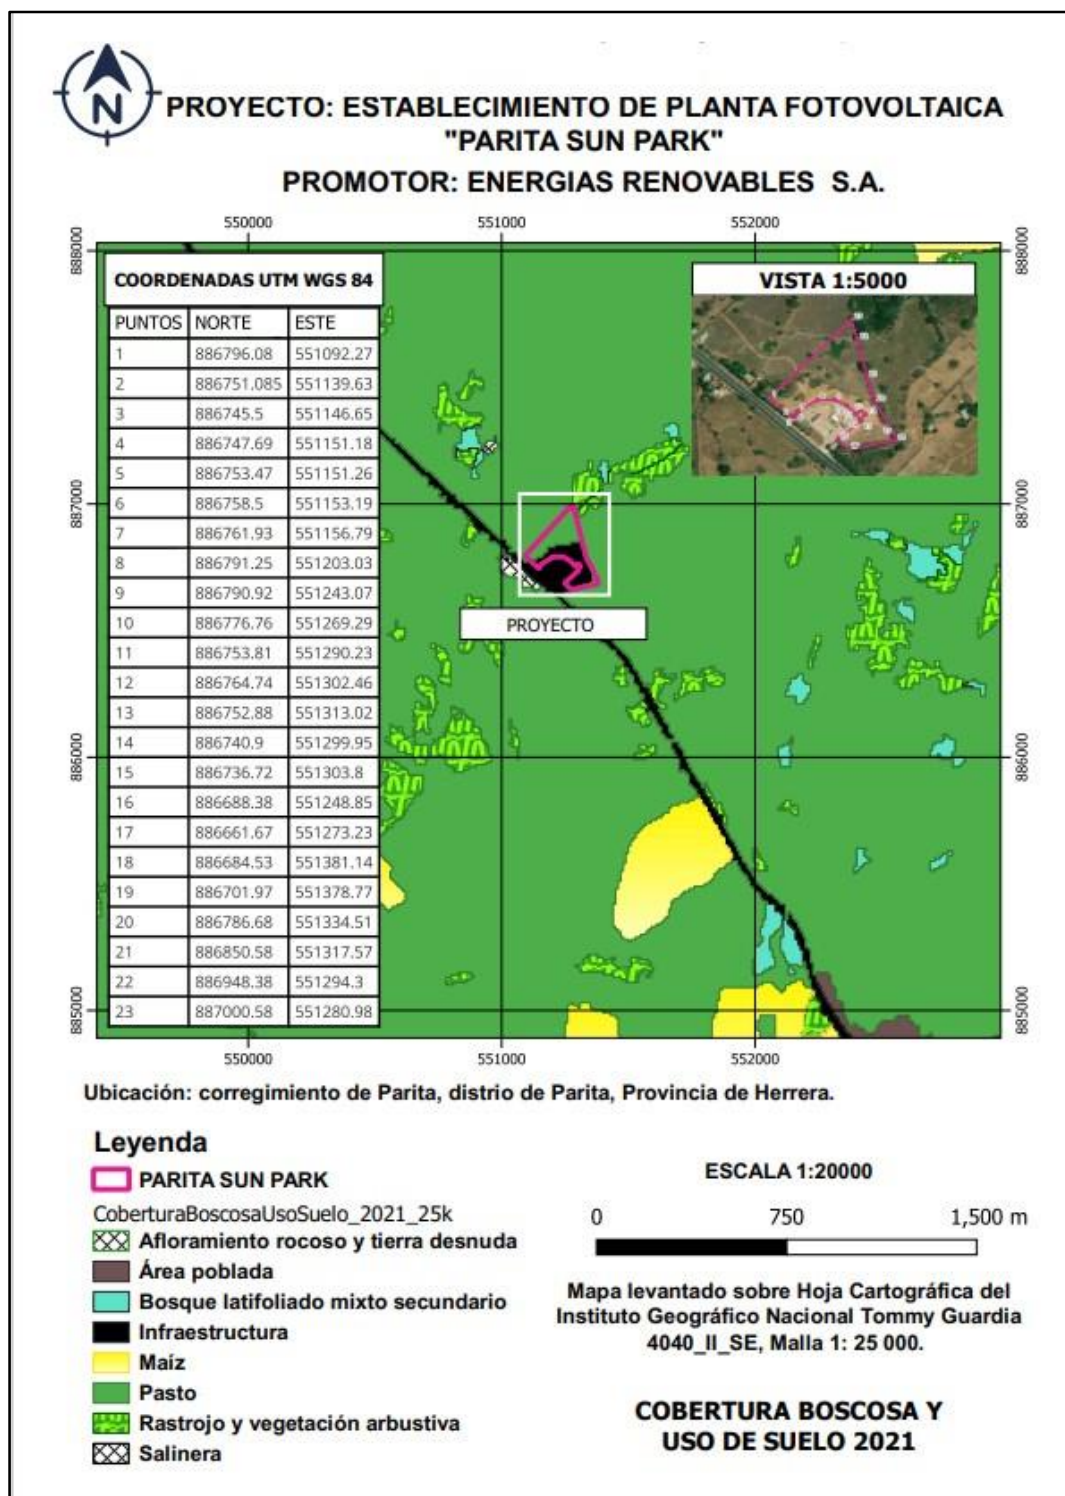 N
PROYECTO: ESTABLECIMIENTO DE PLANTA FOTOVOLTAICA
"PARITA SUN PARK"
PROMOTOR: ENERGIAS RENOVABLES S.A.
550000 551000 552000
888000 888000
COORDENADAS UTM WGS 84
PUNTOS NORTE ESTE
1 886796.08 551092.27
2 886751.085 551139.63
3 886745.5 551146.65
4 886747.69 551151.18
5 886753.47 551151.26
6 886758.5 551153.19
7 886761.93 551156.79
8 886791.25 551203.03
9 886790.92 551243.07
10 886776.76 551269.29
11 886753.81 551290.23
12 886764.74 551302.46
13 886752.88 551313.02
14 886740.9 551299.95
15 886736.72 551303.8
16 886688.38 551248.85
17 886661.67 551273.23
18 886684.53 551381.14
19 886701.97 551378.77
20 886786.68 551334.51
21 886850.58 551317.57
22 886948.38 551294.3
23 887000.58 551280.98
VISTA 1:5000
887000 887000
PROYECTO
886000 886000
885000 885000
550000 551000 552000
Ubicación: corregimiento de Parita, distrio de Parita, Provincia de Herrera.
Leyenda
PARITA SUN PARK
CoberturaBoscosaUsoSuelo_2021_25k
Afloramiento rocoso y tierra desnuda
Área poblada
Bosque latifoliado mixto secundario
Infraestructura
Maíz
Pasto
Rastrojo y vegetación arbustiva
Salinera
ESCALA 1:20000
0 750 1,500 m
Mapa levantado sobre Hoja Cartográfica del
Instituto Geográfico Nacional Tommy Guardia
4040_II_SE, Malla 1: 25 000.
COBERTURA BOSCOSA Y
USO DE SUELO 2021